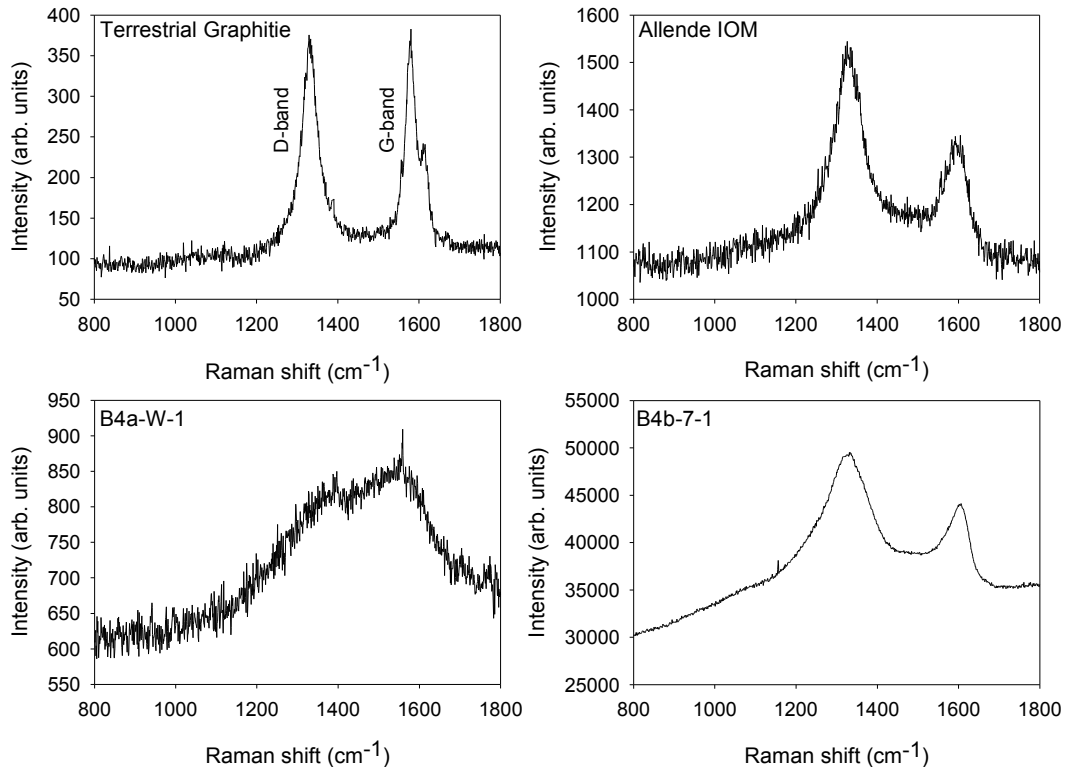 Terrestrial Graphitie
D-band
G-band
Intensity (arb. units)
400
350
300
250
200
150
100
50
800 1000 1200 1400 1600 1800
Raman shift (cm-1)
Allende IOM
Intensity (arb. units)
1600
1500
1400
1300
1200
1100
1000
800 1000 1200 1400 1600 1800
Raman shift (cm-1)
B4a-W-1
Intensity (arb. units)
950
900
850
800
750
700
650
600
550
800 1000 1200 1400 1600 1800
Raman shift (cm-1)
B4b-7-1
Intensity (arb. units)
55000
50000
45000
40000
35000
30000
25000
800 1000 1200 1400 1600 1800
Raman shift (cm-1)